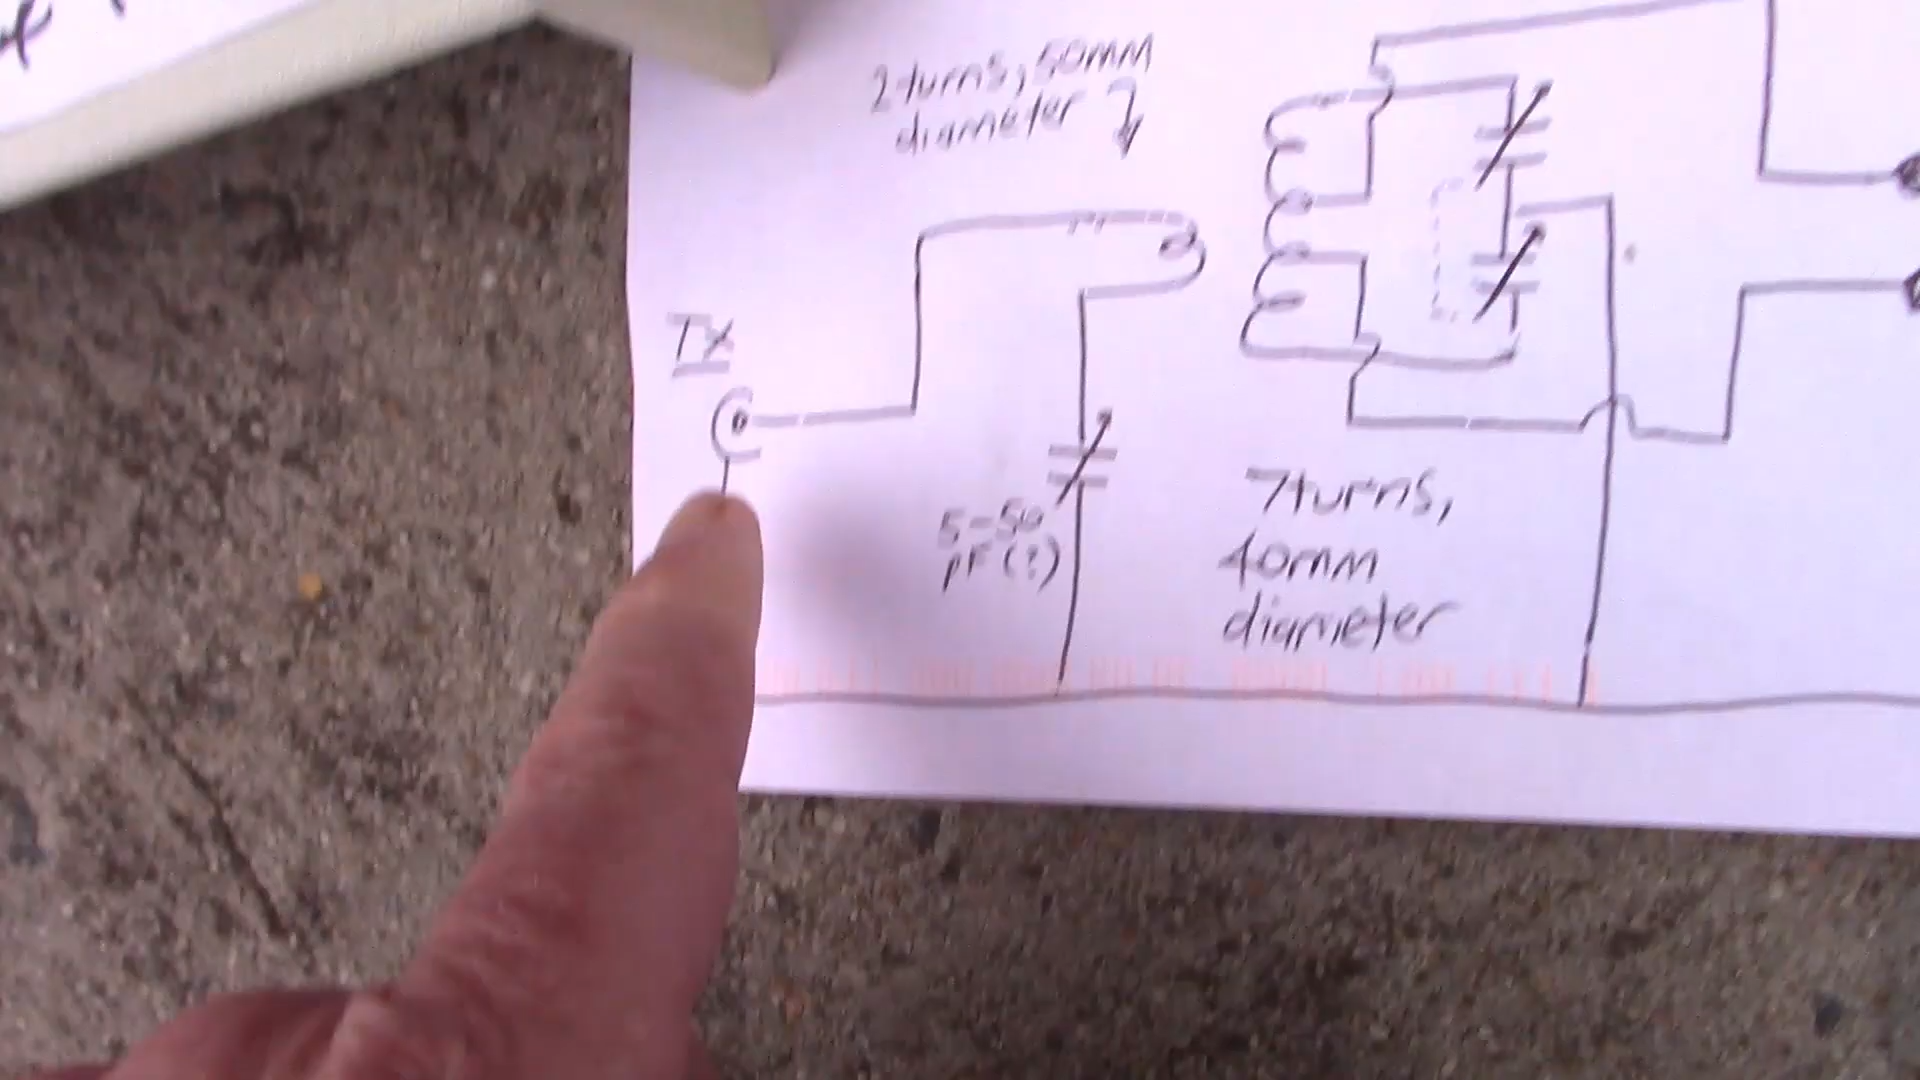 2 turns, 50mm
diameter
TX
5-50
pF(?)
7 turns,
40mm
diameter